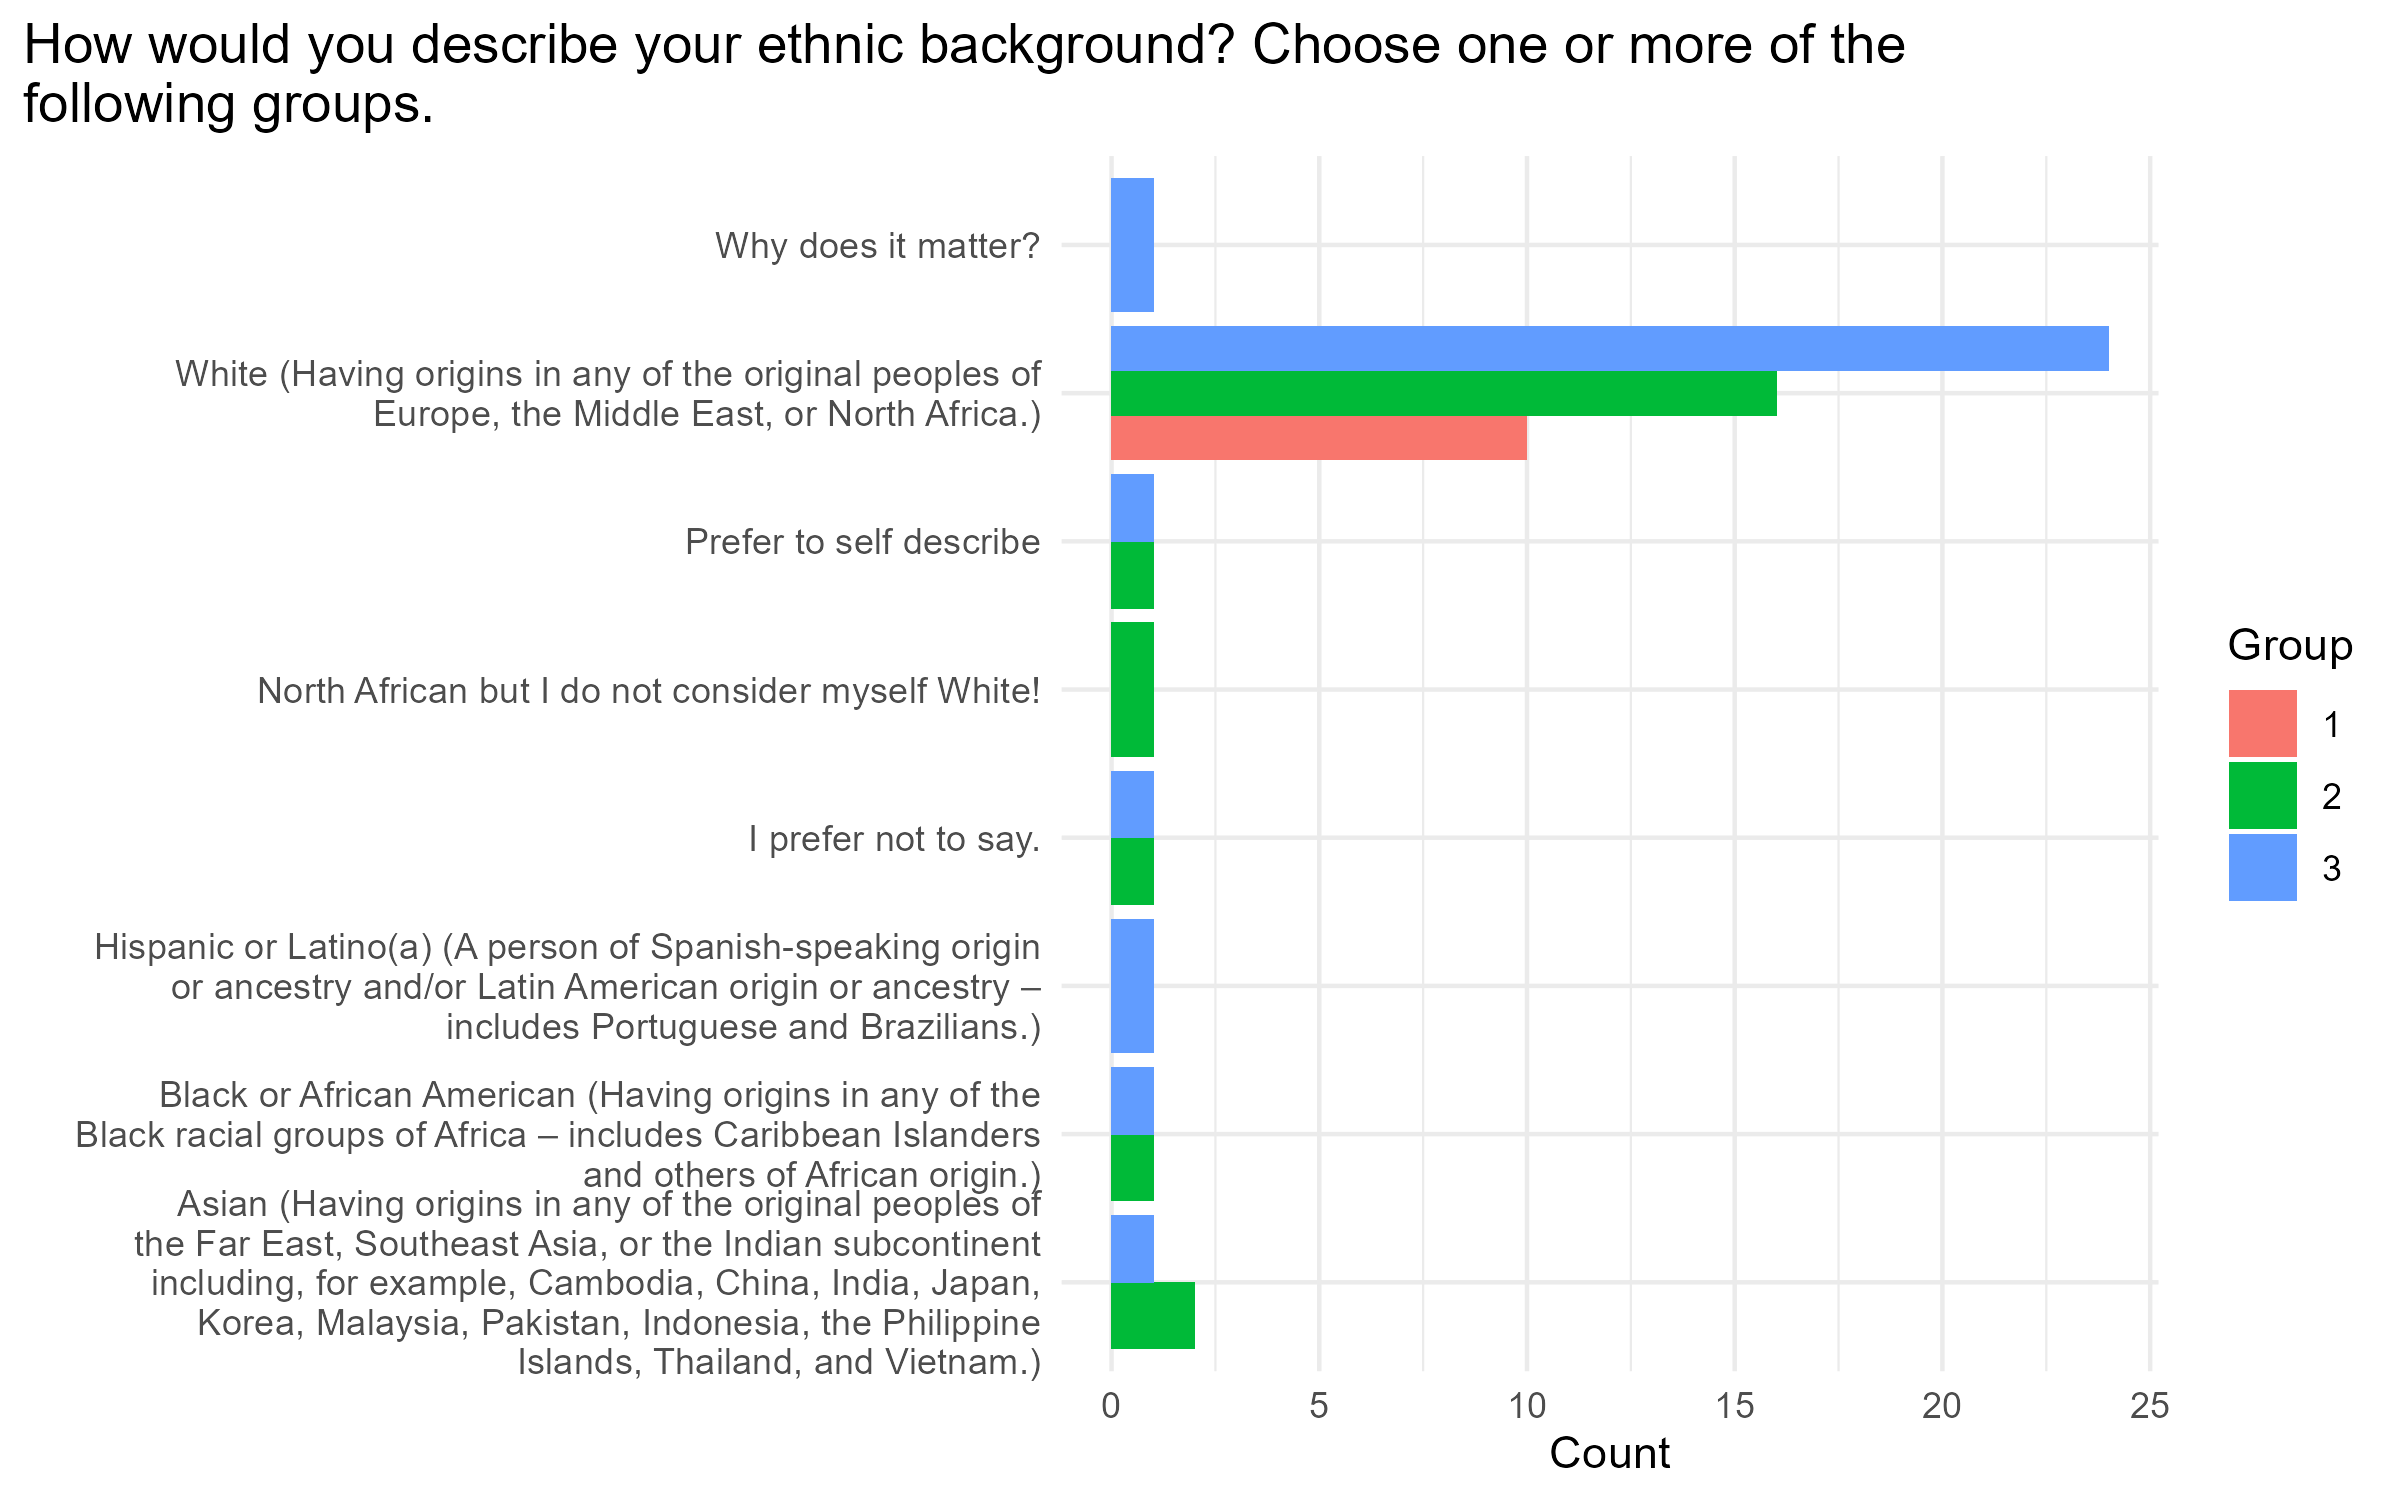 How would you describe your ethnic background? Choose one or more of the
following groups.
Why does it matter?
White (Having origins in any of the original peoples of
Europe, the Middle East, or North Africa.)
Prefer to self describe
North African but I do not consider myself White!
I prefer not to say.
Hispanic or Latino(a) (A person of Spanish-speaking origin
or ancestry and/or Latin American origin or ancestry –
includes Portuguese and Brazilians.)
Black or African American (Having origins in any of the
Black racial groups of Africa – includes Caribbean Islanders
and others of African origin.)
Asian (Having origins in any of the original peoples of
the Far East, Southeast Asia, or the Indian subcontinent
including, for example, Cambodia, China, India, Japan,
Korea, Malaysia, Pakistan, Indonesia, the Philippine
Islands, Thailand, and Vietnam.)
0 5 10 15 20 25
Count
Group
1
2
3